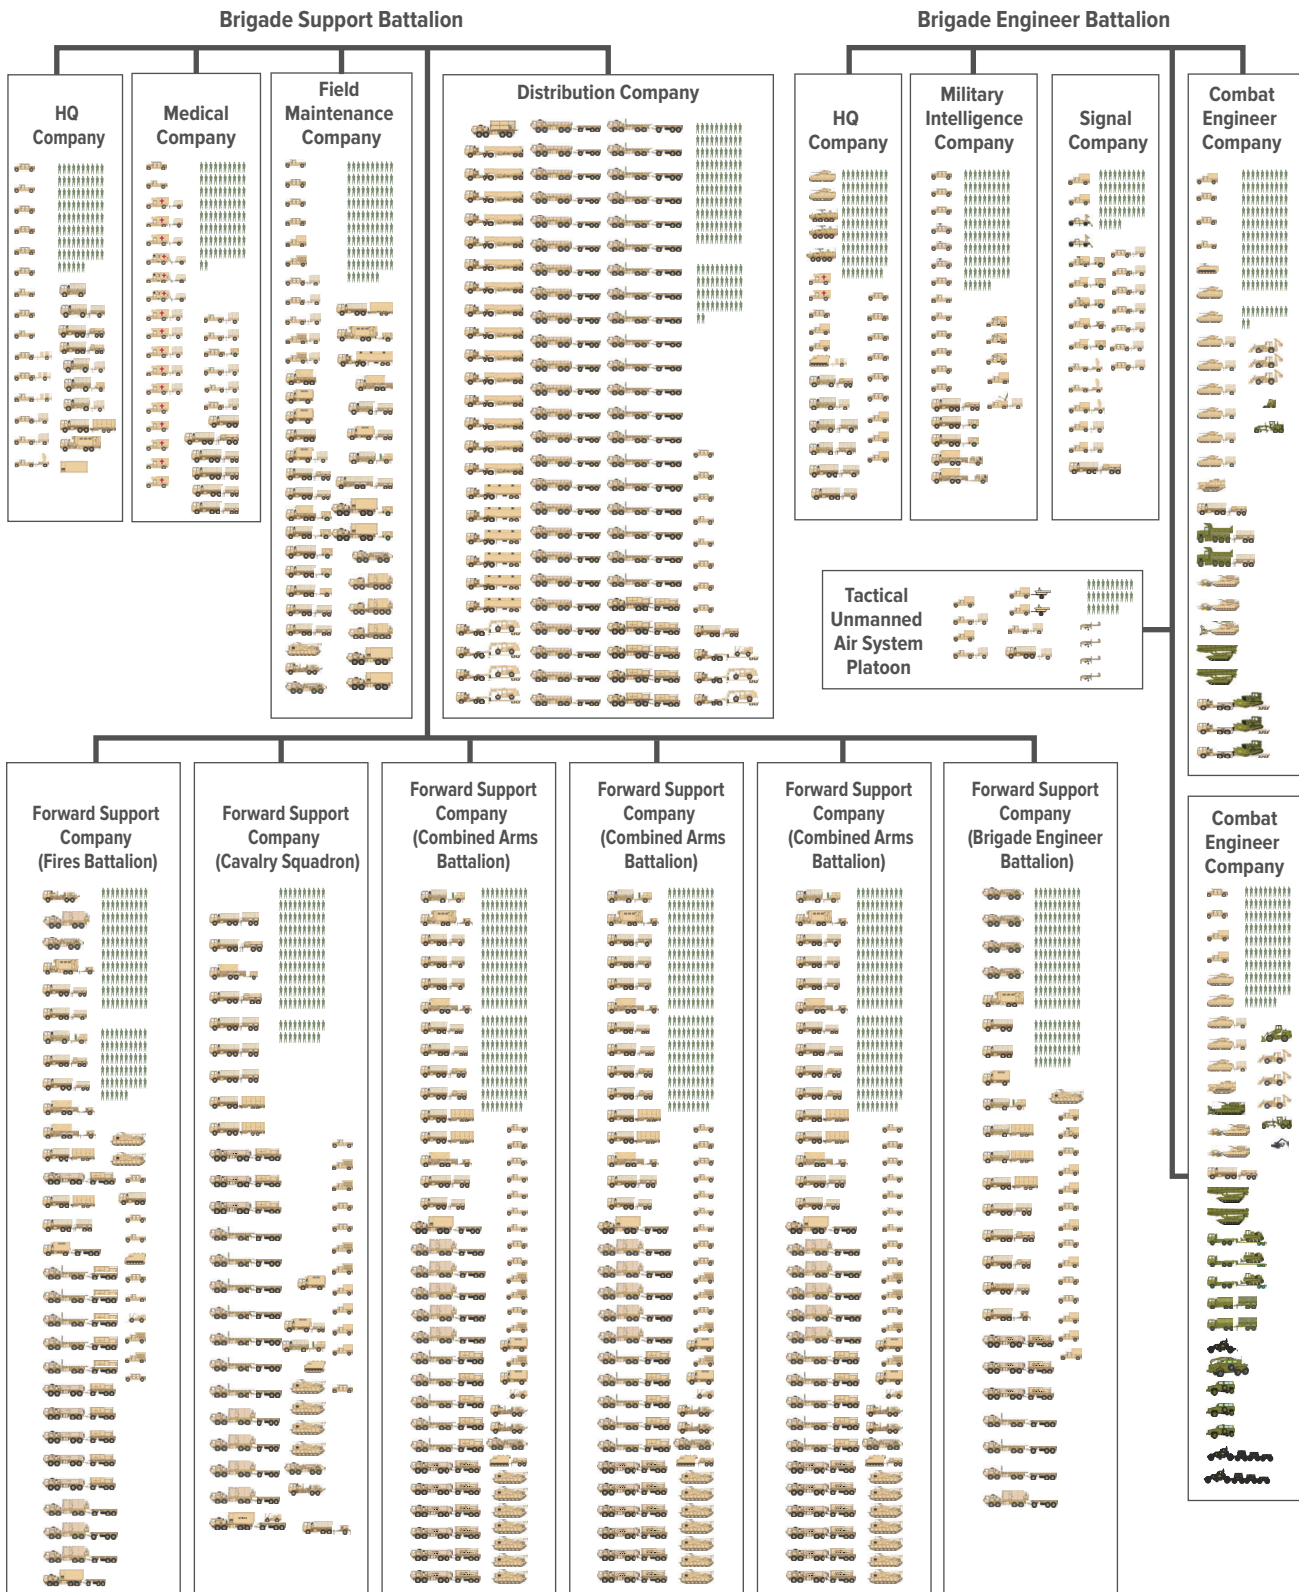 Brigade Support Battalion
Brigade Engineer Battalion
HQ
Company
Medical
Company
Field
Maintenance
Company
Distribution Company
HQ
Company
Military
Intelligence
Company
Signal
Company
Combat
Engineer
Company
Tactical
Unmanned
Air System
Platoon
Forward Support
Company
(Fires Battalion)
Forward Support
Company
(Cavalry Squadron)
Forward Support
Company
(Combined Arms
Battalion)
Forward Support
Company
(Combined Arms
Battalion)
Forward Support
Company
(Combined Arms
Battalion)
Forward Support
Company
(Brigade Engineer
Battalion)
Combat
Engineer
Company